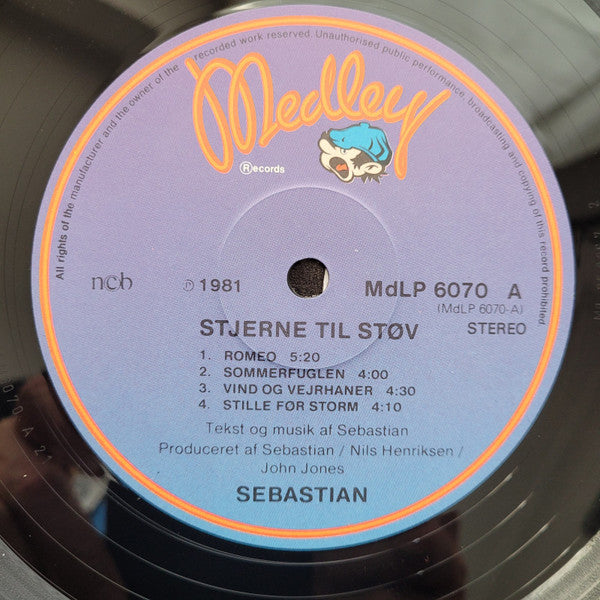 All rights of the manufacturer and the owner of the recorded work reserved. Unauthorised public performance, broadcasting and copying of this record prohibited
Medley
Ⓡecords
ncb
℗ 1981
MdLP 6070 A
(MdLP 6070-A)
STEREO
STJERNE TIL STØV
1. ROMEO 5:20
2. SOMMERFUGLEN 4:00
3. VIND OG VEJRHANER 4:30
4. STILLE FØR STORM 4:10
Tekst og musik af Sebastian
Produceret af Sebastian / Nils Henriksen /
John Jones
SEBASTIAN